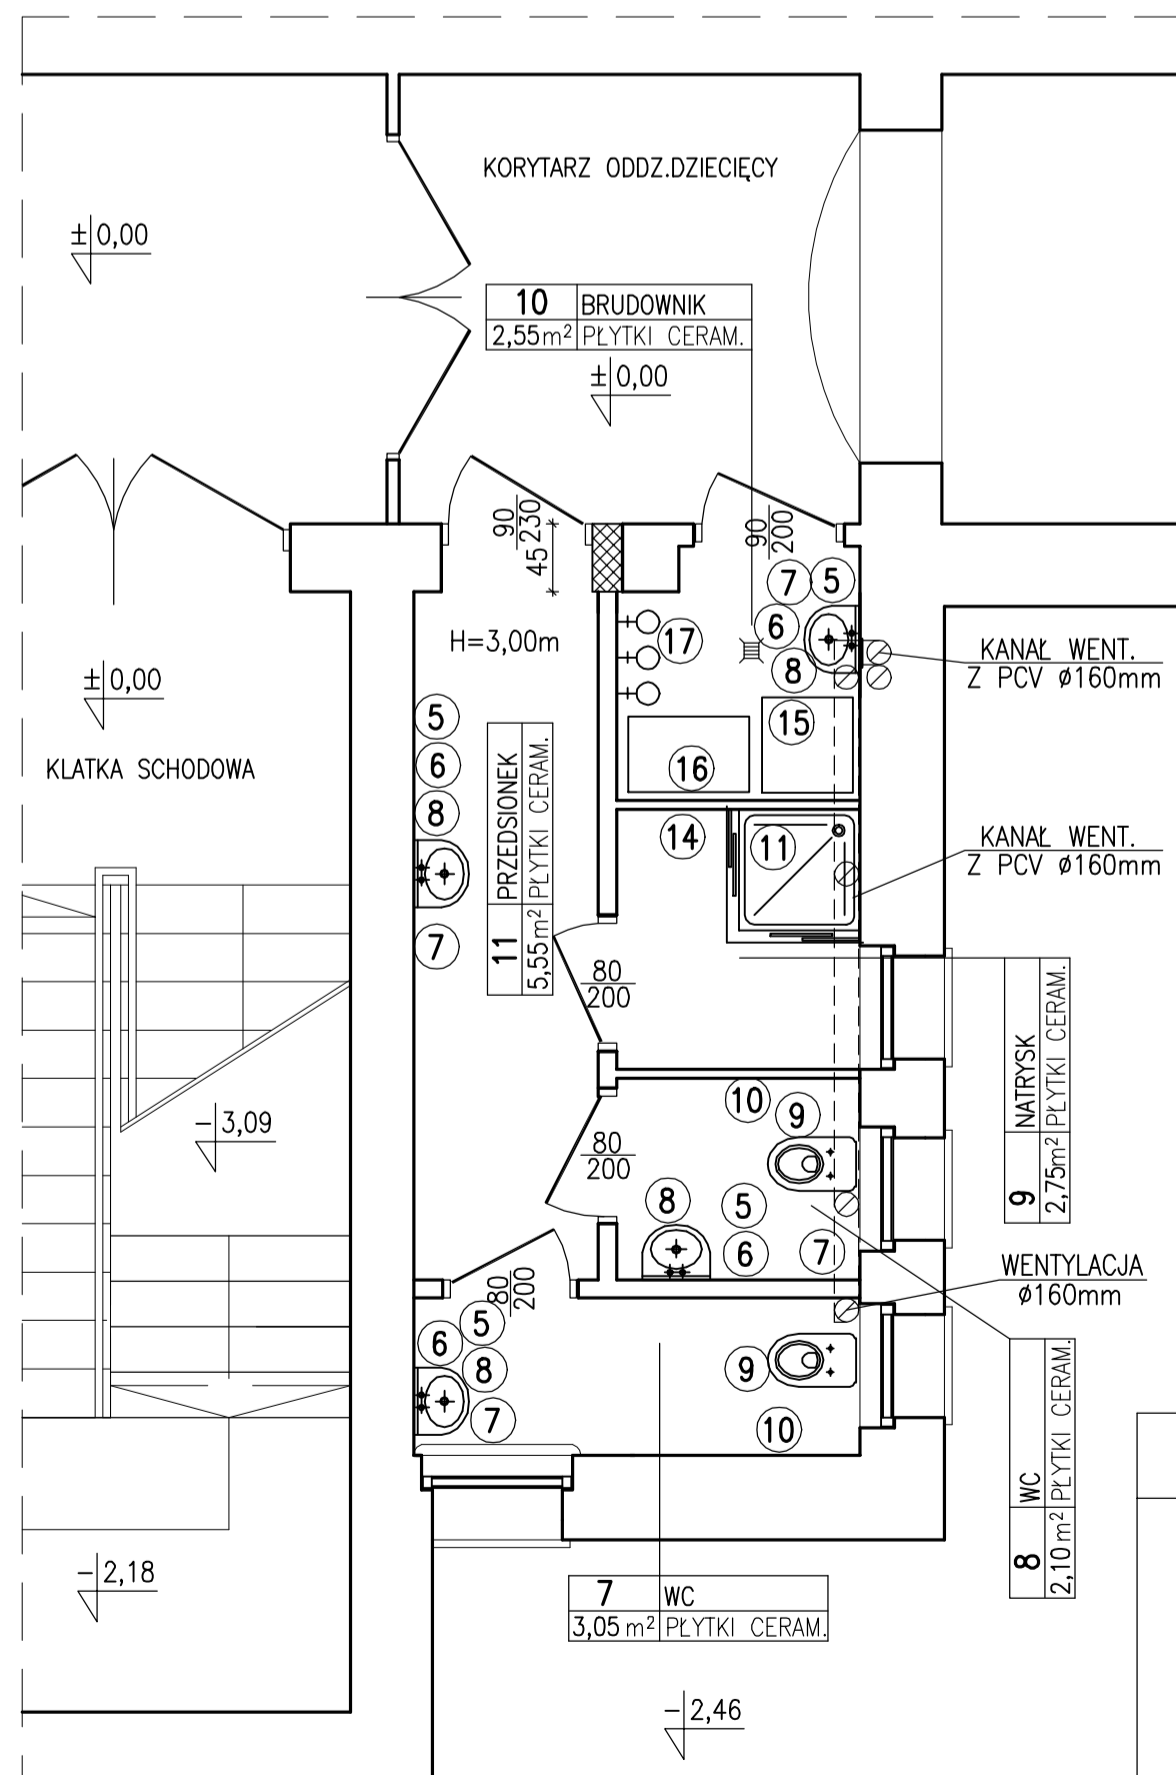 KORYTARZ ODDZ.DZIECIĘCY
±0,00
10 BRUDOWNIK
2,55m² PŁYTKI CERAM.
±0,00
90
230
45
90
200
7 5
6
8
17
H=3,00m
KANAŁ WENT.
Z PCV ø160mm
±0,00
KLATKA SCHODOWA
5
6
8
7
11 PRZEDSIONEK
5,55m² PŁYTKI CERAM.
15
16
14
11
KANAŁ WENT.
Z PCV ø160mm
80
200
9 NATRYSK
2,75m² PŁYTKI CERAM.
-3,09
10
9
80
200
8
5
6
7
WENTYLACJA
ø160mm
80
200
5
6
8
7
9
10
8 WC
2,10m² PŁYTKI CERAM.
-2,18
7 WC
3,05m² PŁYTKI CERAM.
-2,46